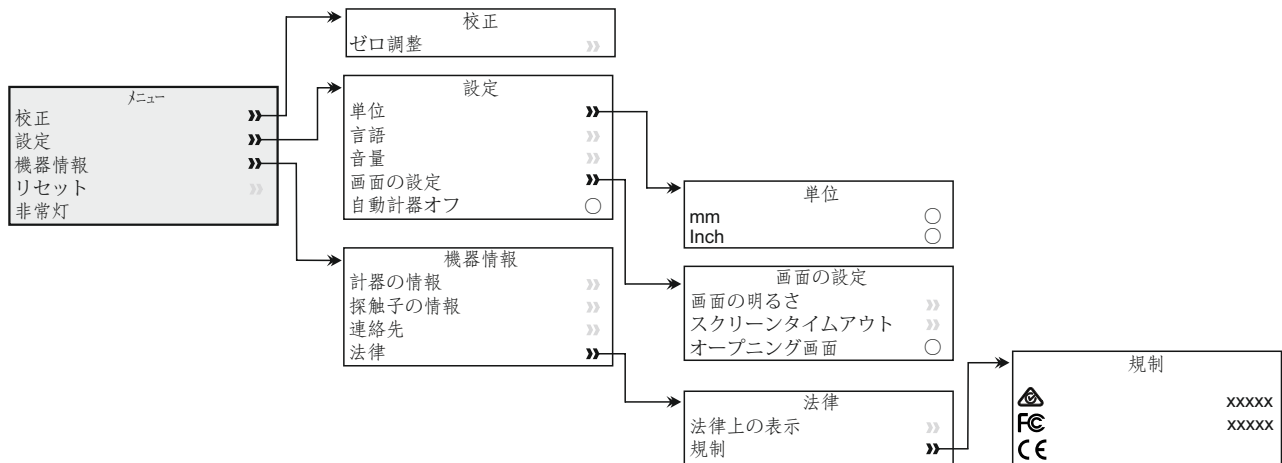 校正
ゼロ調整 »
メニュー
校正 »
設定 »
機器情報 »
リセット »
非常灯
設定
単位 »
言語 »
音量 »
画面の設定 »
自動計器オフ ○
単位
mm ○
Inch ○
機器情報
計器の情報 »
探触子の情報 »
連絡先 »
法律 »
画面の設定
画面の明るさ »
スクリーンタイムアウト »
オープニング画面 ○
法律
法律上の表示 »
規制 »
規制
xxxxx
FC xxxxx
CE